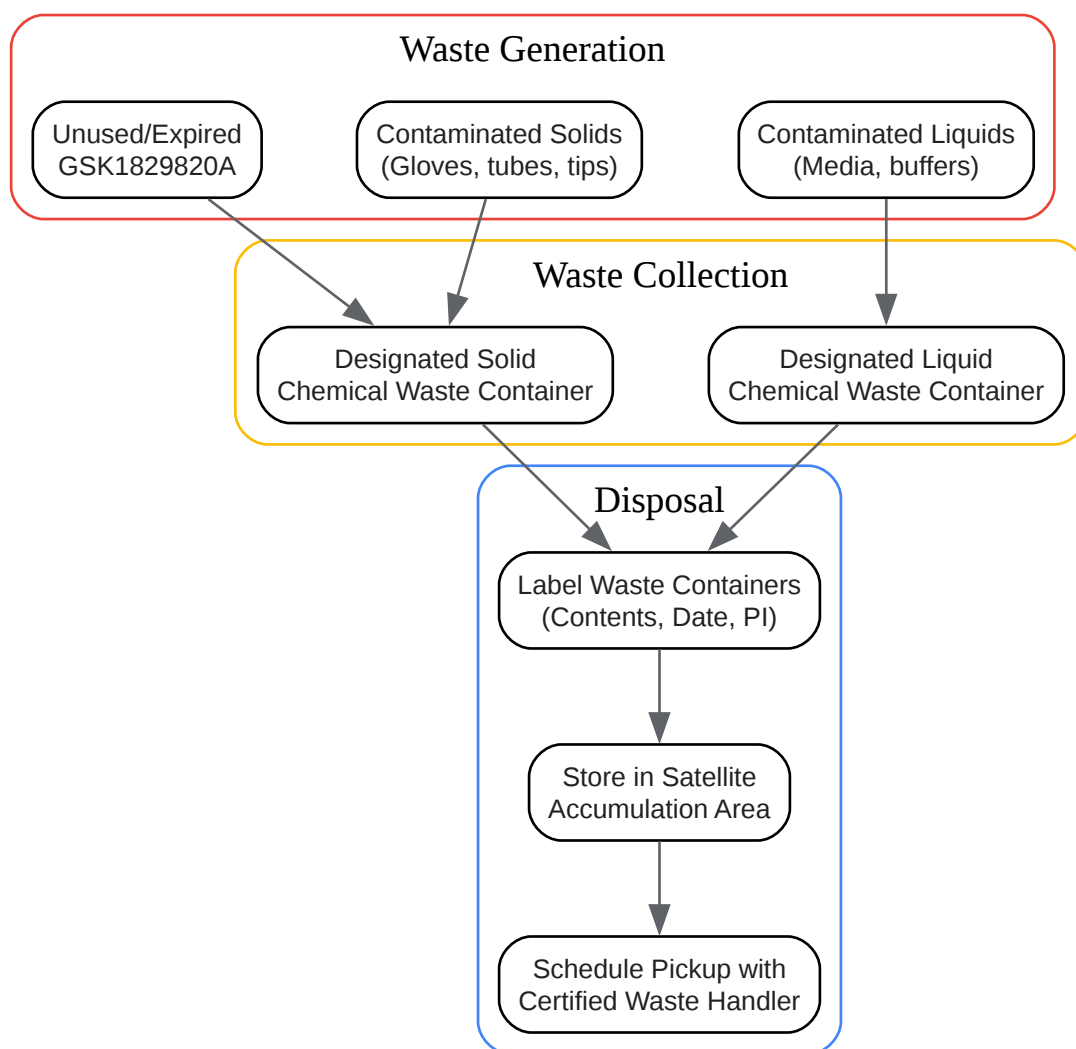 Waste Generation
Unused/Expired
GSK1829820A
Contaminated Solids
(Gloves, tubes, tips)
Contaminated Liquids
(Media, buffers)
Waste Collection
Designated Solid
Chemical Waste Container
Designated Liquid
Chemical Waste Container
Disposal
Label Waste Containers
(Contents, Date, PI)
Store in Satellite
Accumulation Area
Schedule Pickup with
Certified Waste Handler